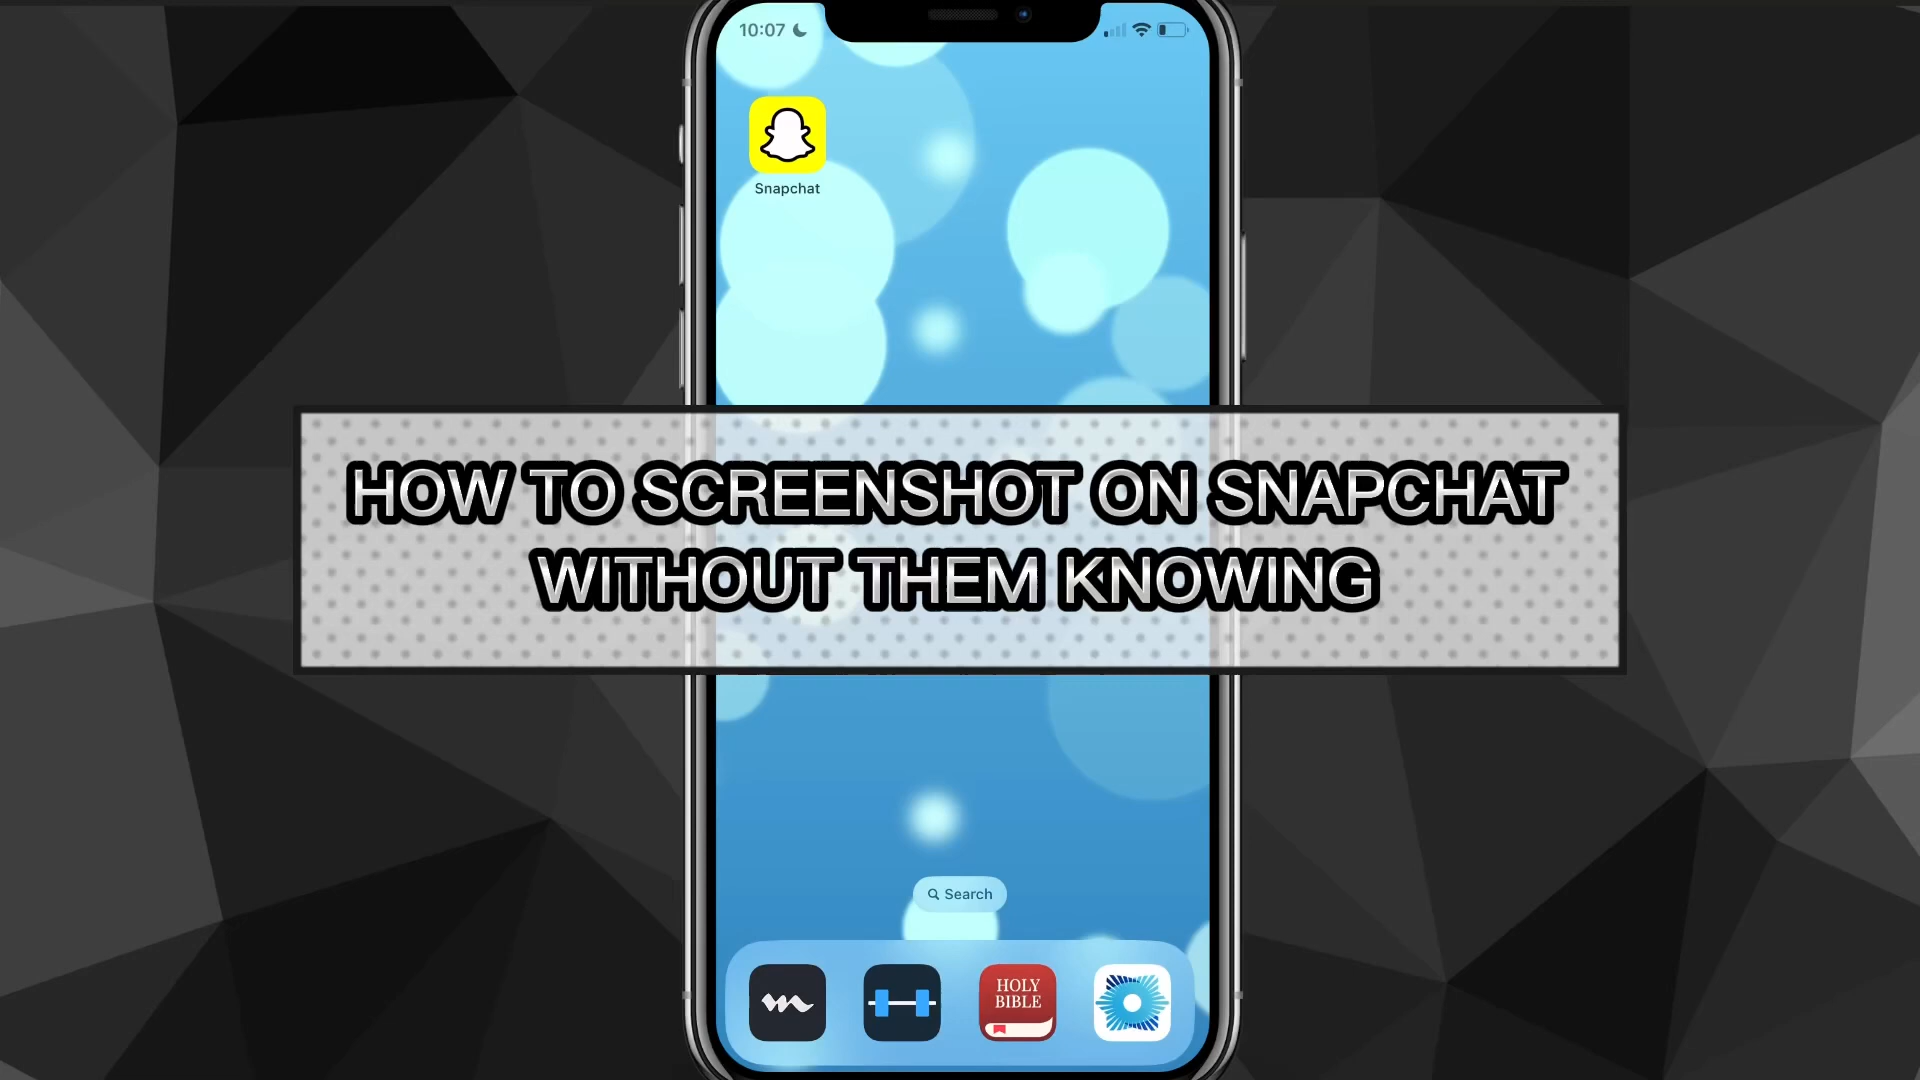 10:07
Snapchat
HOW TO SCREENSHOT ON SNAPCHAT
WITHOUT THEM KNOWING
Search
HOLY
BIBLE